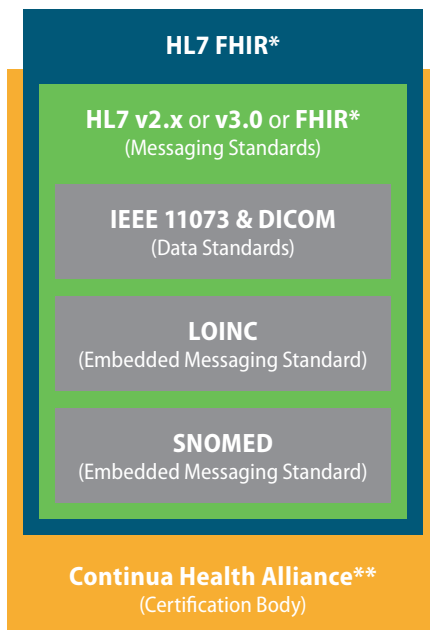 HL7 FHIR*
HL7 v2.x or v3.0 or FHIR*
(Messaging Standards)
IEEE 11073 & DICOM
(Data Standards)
LOINC
(Embedded Messaging Standard)
SNOMED
(Embedded Messaging Standard)
Continua Health Alliance**
(Certification Body)